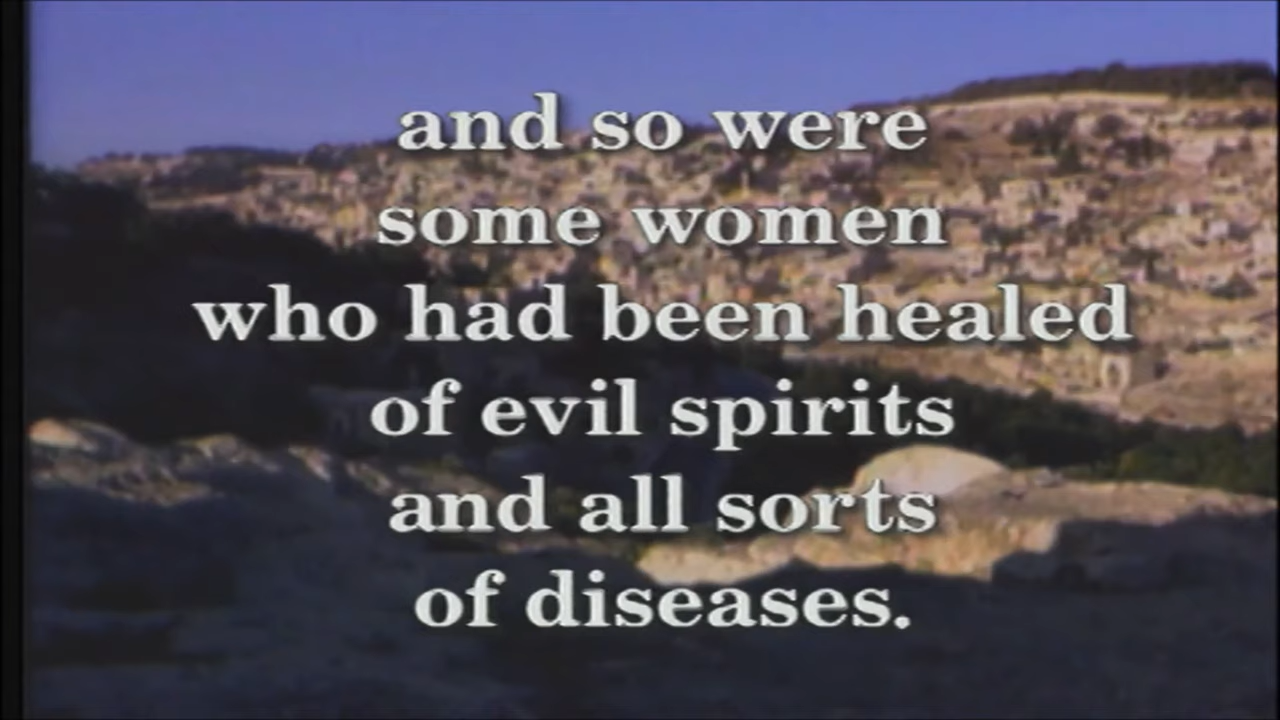 and so were
some women
who had been healed
of evil spirits
and all sorts
of diseases.